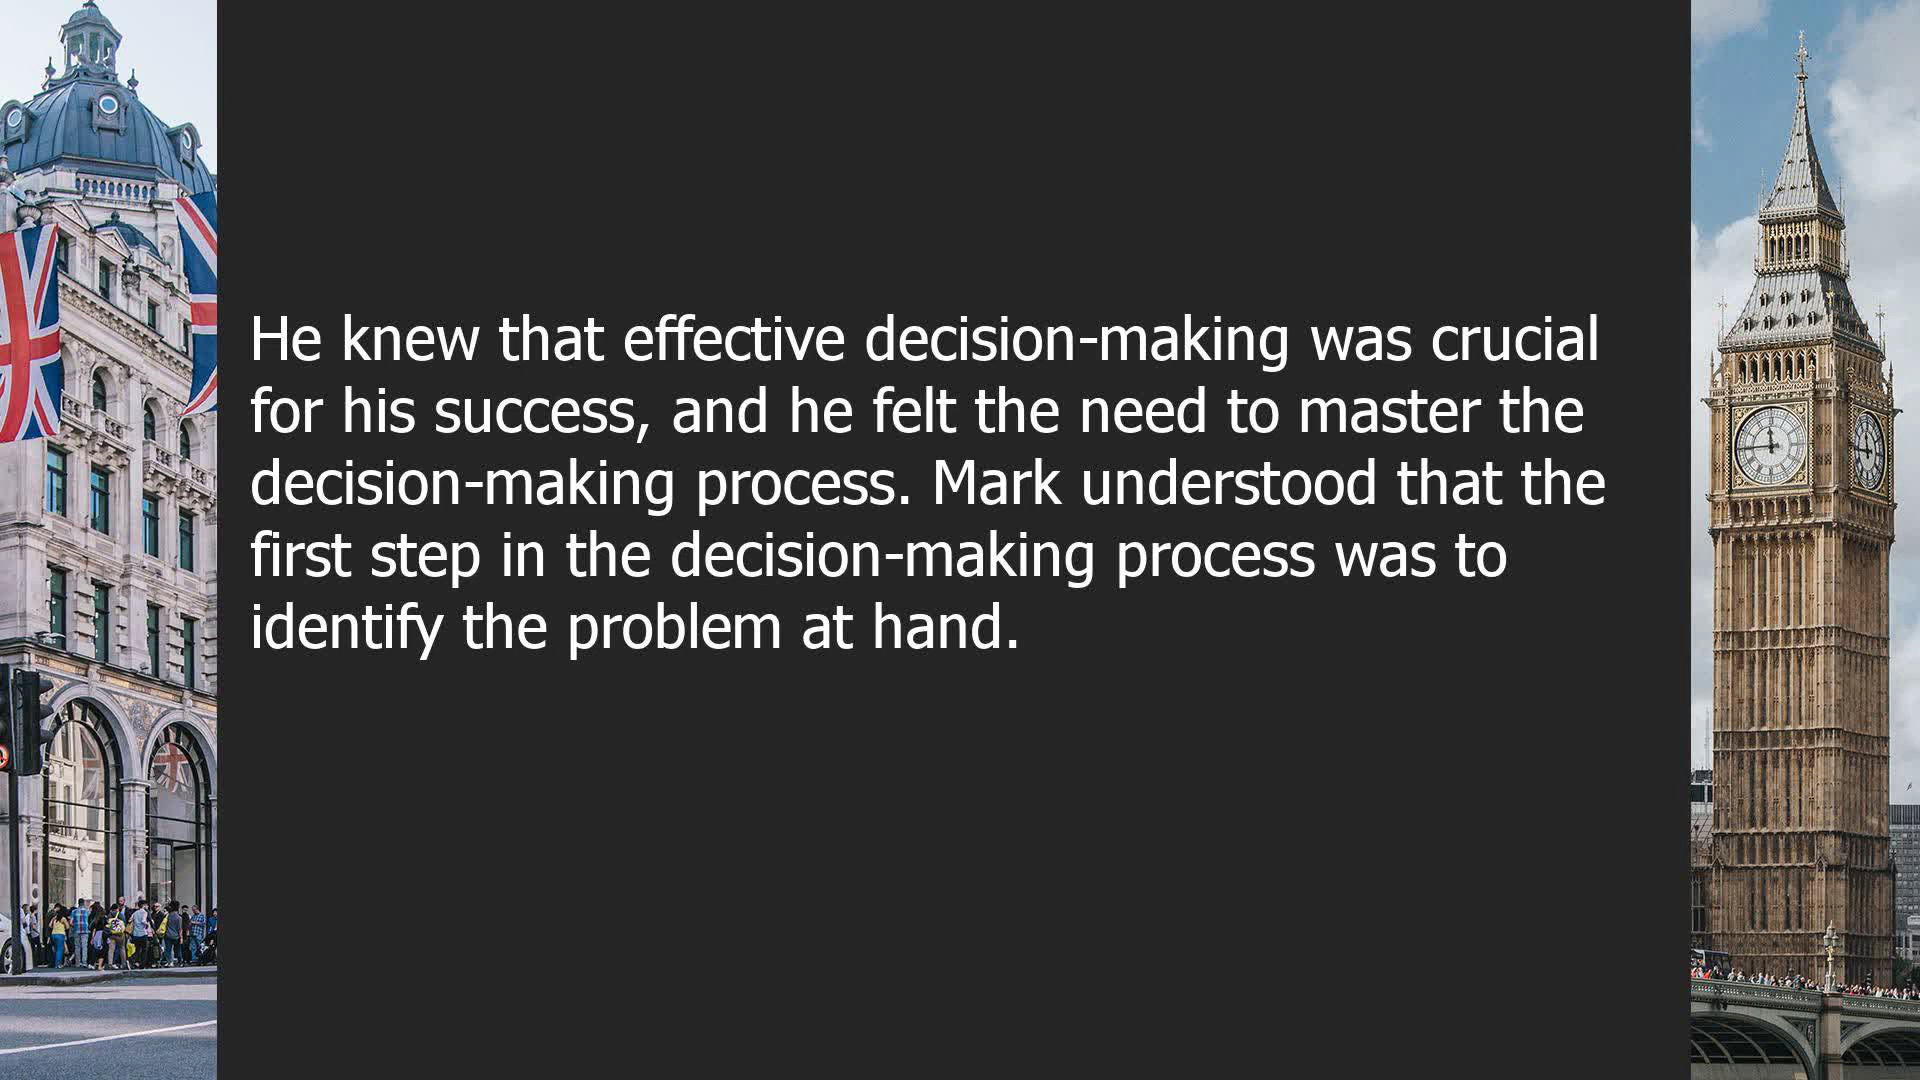 He knew that effective decision-making was crucial
for his success, and he felt the need to master the
decision-making process. Mark understood that the
first step in the decision-making process was to
identify the problem at hand.